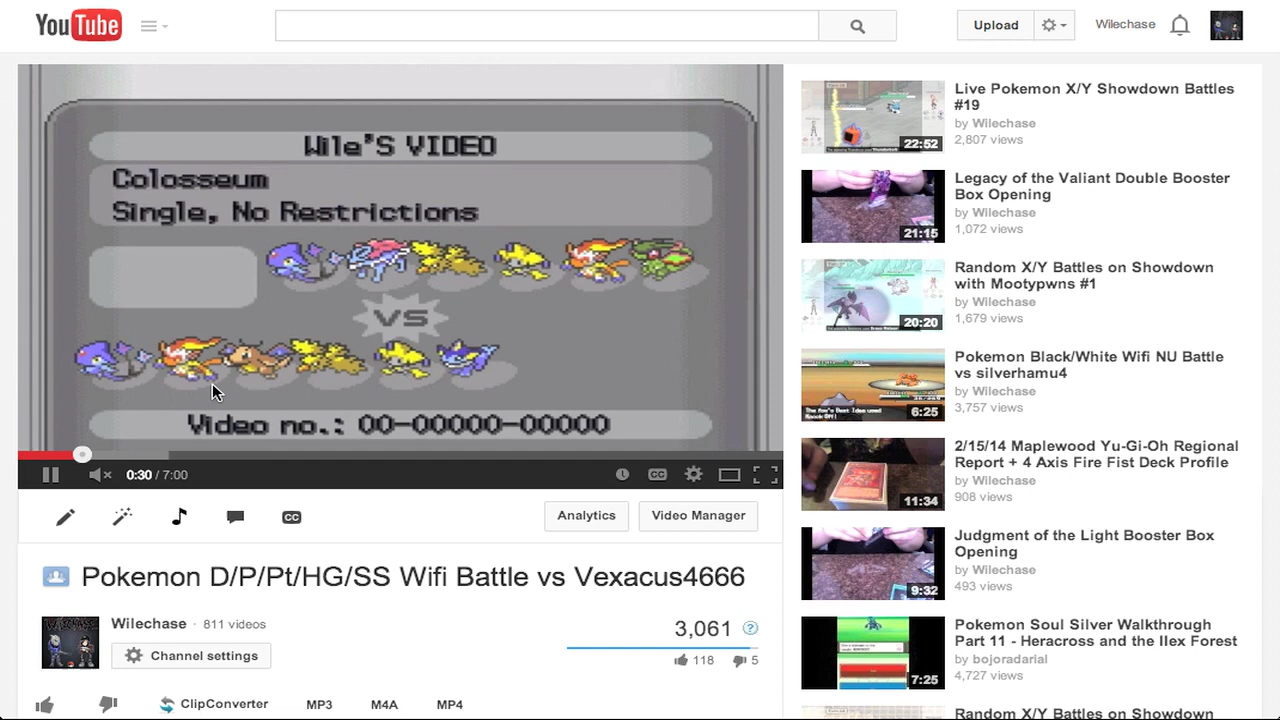 YouTube
Upload
Wilechase
Wile'S VIDEO
Colosseum
Single, No Restrictions
VS
Video no.: 00-00000-00000
0:30 / 7:00
CC
CC
Analytics
Video Manager
Pokemon D/P/Pt/HG/SS Wifi Battle vs Vexacus4666
Wilechase · 811 videos
settings
3,061 ?
118
5
ClipConverter
MP3
M4A
MP4
22:52
Live Pokemon X/Y Showdown Battles
#19
by Wilechase
2,807 views
21:15
Legacy of the Valiant Double Booster
Box Opening
by Wilechase
1,072 views
20:20
Random X/Y Battles on Showdown
with Mootypwns #1
by Wilechase
1,679 views
6:25
Pokemon Black/White Wifi NU Battle
vs silverhamu4
by Wilechase
3,757 views
11:34
2/15/14 Maplewood Yu-Gi-Oh Regional
Report + 4 Axis Fire Fist Deck Profile
by Wilechase
908 views
9:32
Judgment of the Light Booster Box
Opening
by Wilechase
493 views
7:25
Pokemon Soul Silver Walkthrough
Part 11 - Heracross and the Ilex Forest
by bojoradarial
4,727 views
Random X/Y Battles on Showdown